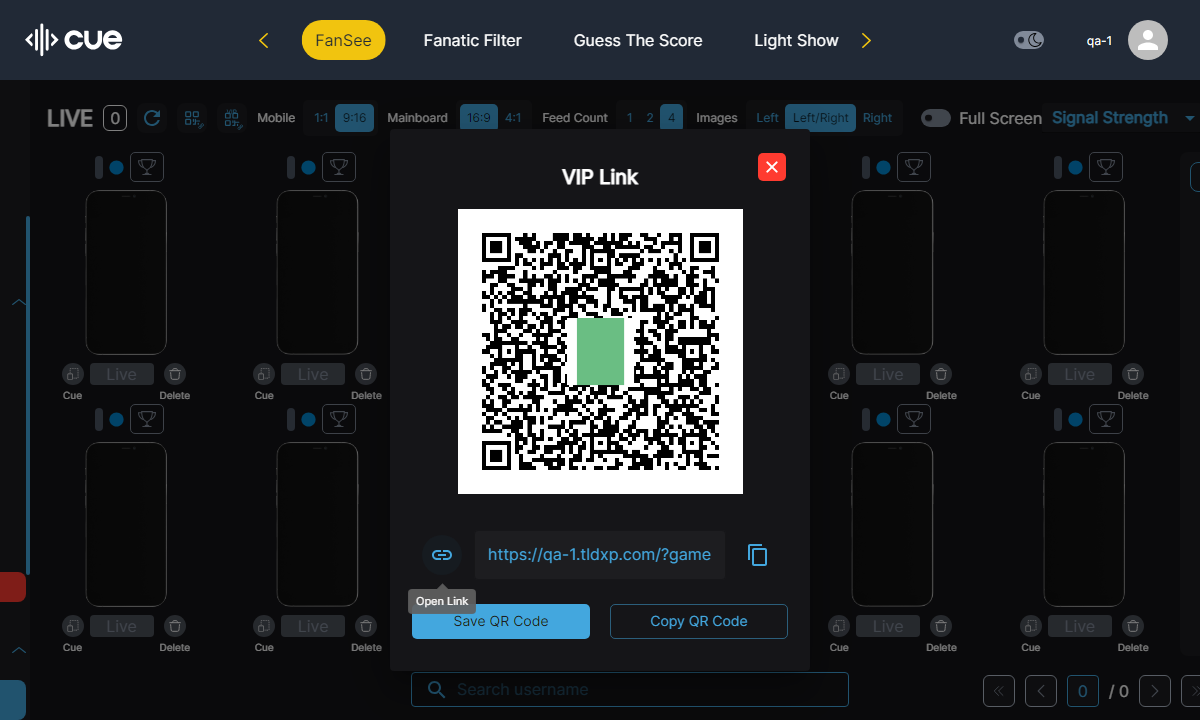 cue
FanSee
Fanatic Filter
Guess The Score
Light Show
qa-1
LIVE 0
Mobile 1:1 9:16
Mainboard 16:9 4:1
Feed Count 1 2 4
Images Left Left/Right Right
Full Screen
Signal Strength
VIP Link
Live Live Live Live
Cue Delete Cue Delete Cue Delete Cue Delete
https://qa-1.tldxp.com/?game
Open Link
Save QR Code
Copy QR Code
Live Live Live Live
Cue Delete Cue Delete Cue Delete Cue Delete
Search username
0 / 0